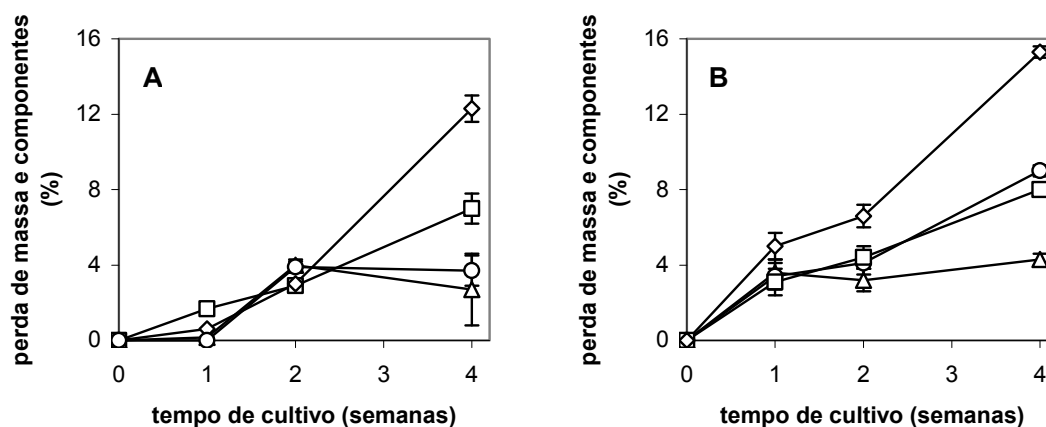 A
perda de massa e componentes
(%)
16
12
8
4
0
0 1 2 3 4
tempo de cultivo (semanas)
B
perda de massa e componentes
(%)
16
12
8
4
0
0 1 2 3 4
tempo de cultivo (semanas)